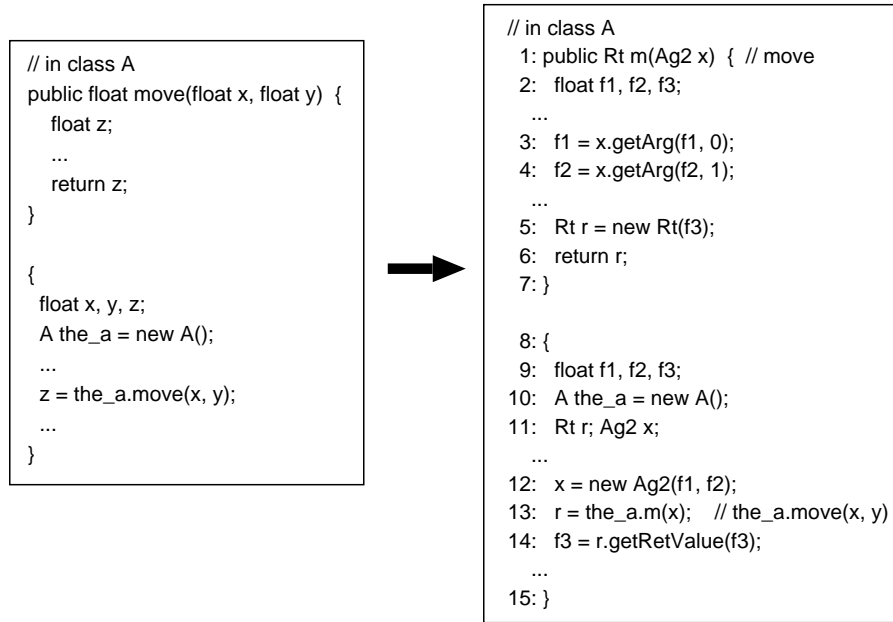 // in class A
public float move(float x, float y)  {
float z;
...
return z;
}
{
float x, y, z;
A the_a = new A();
...
z = the_a.move(x, y);
...
}
// in class A
1: public Rt m(Ag2 x)  {  // move
2:   float f1, f2, f3;
...
3:   f1 = x.getArg(f1, 0);
4:   f2 = x.getArg(f2, 1);
...
5:   Rt r = new Rt(f3);
6:   return r;
7: }
8: {
9:   float f1, f2, f3;
10:   A the_a = new A();
11:   Rt r; Ag2 x;
...
12:   x = new Ag2(f1, f2);
13:   r = the_a.m(x);    // the_a.move(x, y)
14:   f3 = r.getRetValue(f3);
...
15: }